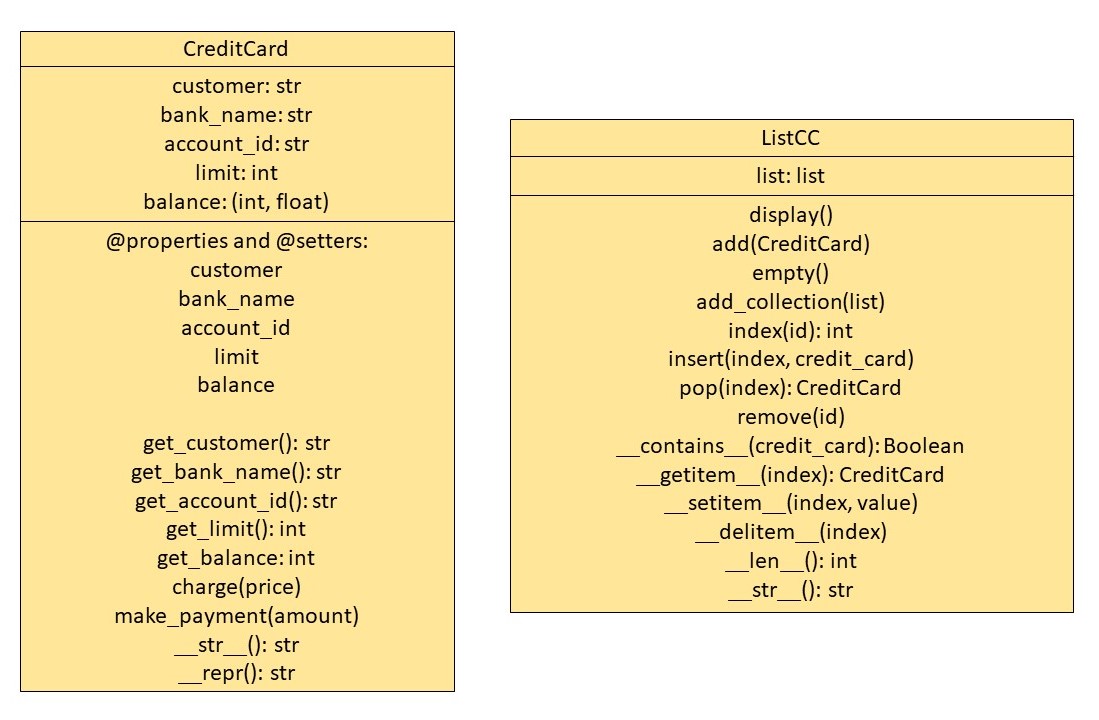 CreditCard
customer: str
bank_name: str
account_id: str
limit: int
balance: (int, float)
@properties and @setters:
customer
bank_name
account_id
limit
balance
get_customer(): str
get_bank_name(): str
get_account_id(): str
get_limit(): int
get_balance: int
charge(price)
make_payment(amount)
__str__(): str
__repr(): str
ListCC
list: list
display()
add(CreditCard)
empty()
add_collection(list)
index(id): int
insert(index, credit_card)
pop(index): CreditCard
remove(id)
__contains__(credit_card): Boolean
__getitem__(index): CreditCard
__setitem__(index, value)
__delitem__(index)
__len__(): int
__str__(): str